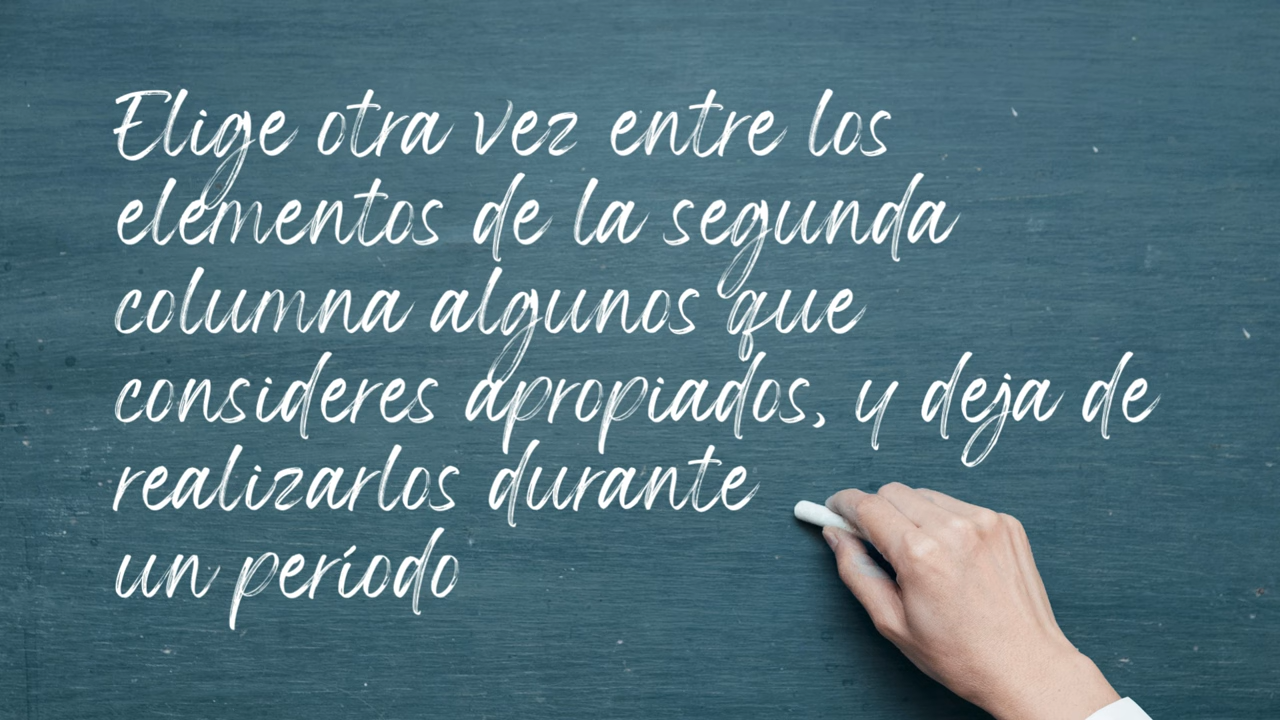 Elige otra vez entre los
elementos de la segunda
columna algunos que
consideres apropiados, y deja de
realizarlos durante
un período